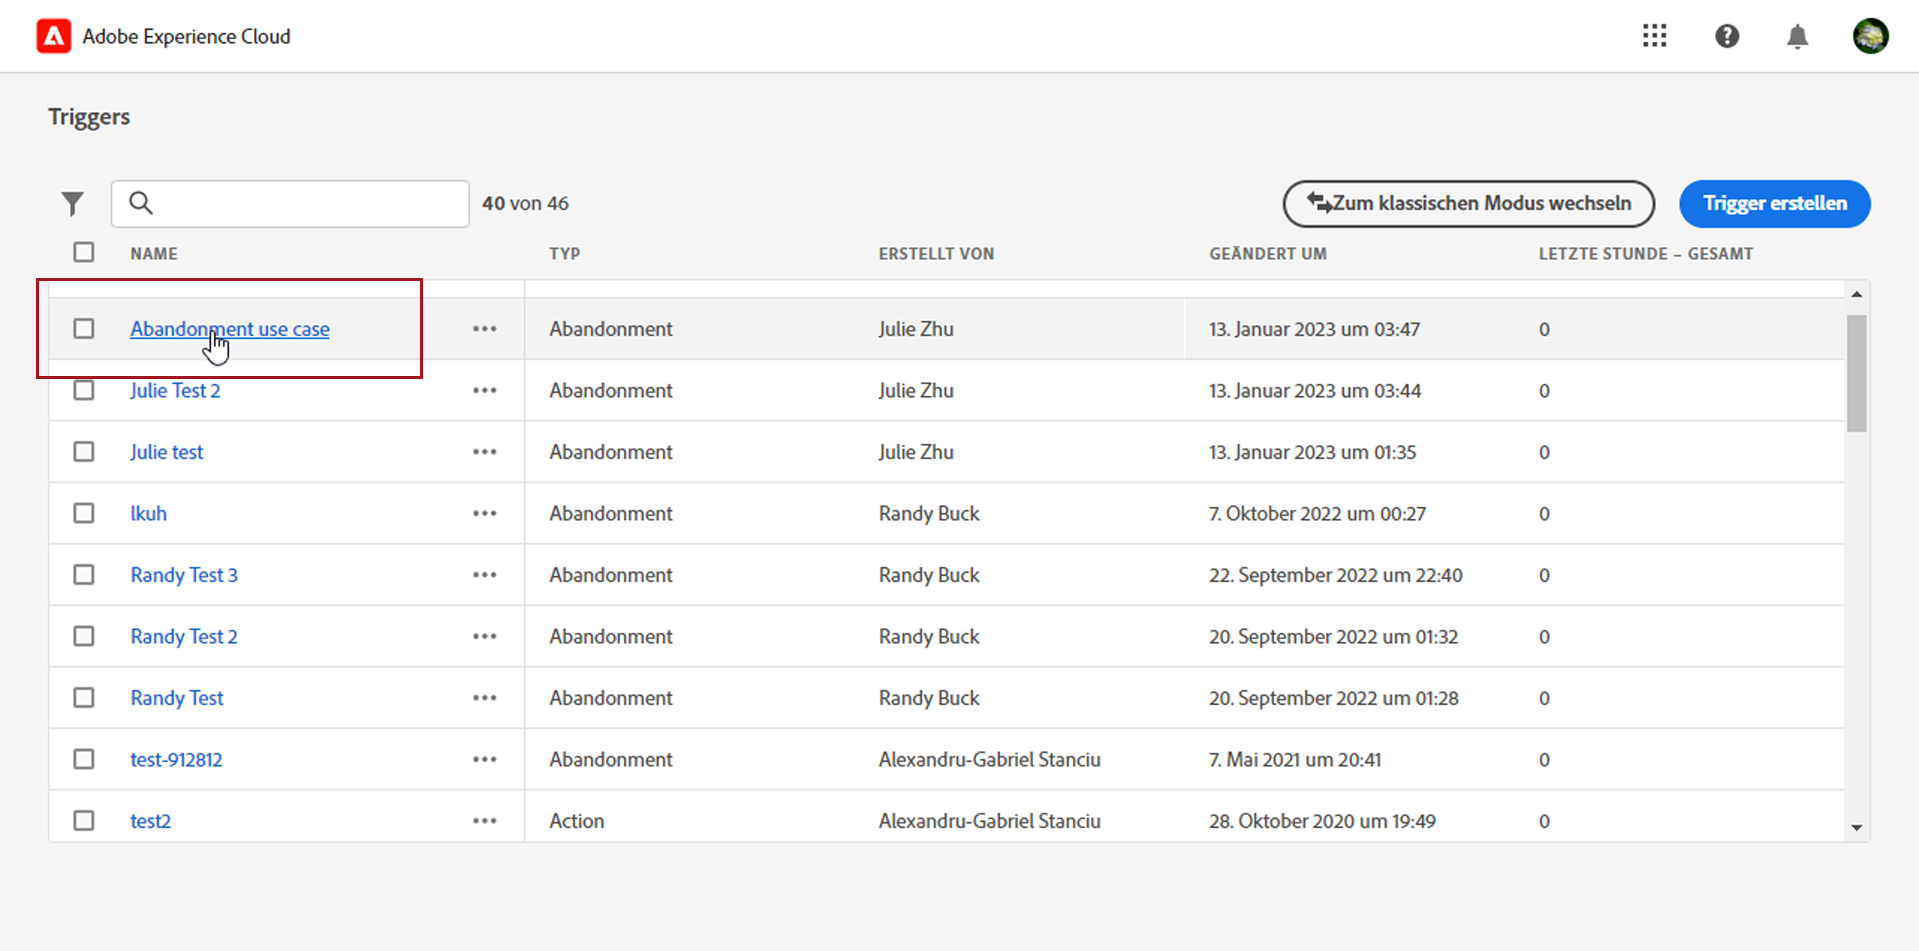 Adobe Experience Cloud
Triggers
40 von 46
Zum klassischen Modus wechseln
Trigger erstellen
NAME TYP ERSTELLT VON GEÄNDERT UM LETZTE STUNDE – GESAMT
Abandonment use case Abandonment Julie Zhu 13. Januar 2023 um 03:47 0
Julie Test 2 Abandonment Julie Zhu 13. Januar 2023 um 03:44 0
Julie test Abandonment Julie Zhu 13. Januar 2023 um 01:35 0
lkuh Abandonment Randy Buck 7. Oktober 2022 um 00:27 0
Randy Test 3 Abandonment Randy Buck 22. September 2022 um 22:40 0
Randy Test 2 Abandonment Randy Buck 20. September 2022 um 01:32 0
Randy Test Abandonment Randy Buck 20. September 2022 um 01:28 0
test-912812 Abandonment Alexandru-Gabriel Stanciu 7. Mai 2021 um 20:41 0
test2 Action Alexandru-Gabriel Stanciu 28. Oktober 2020 um 19:49 0